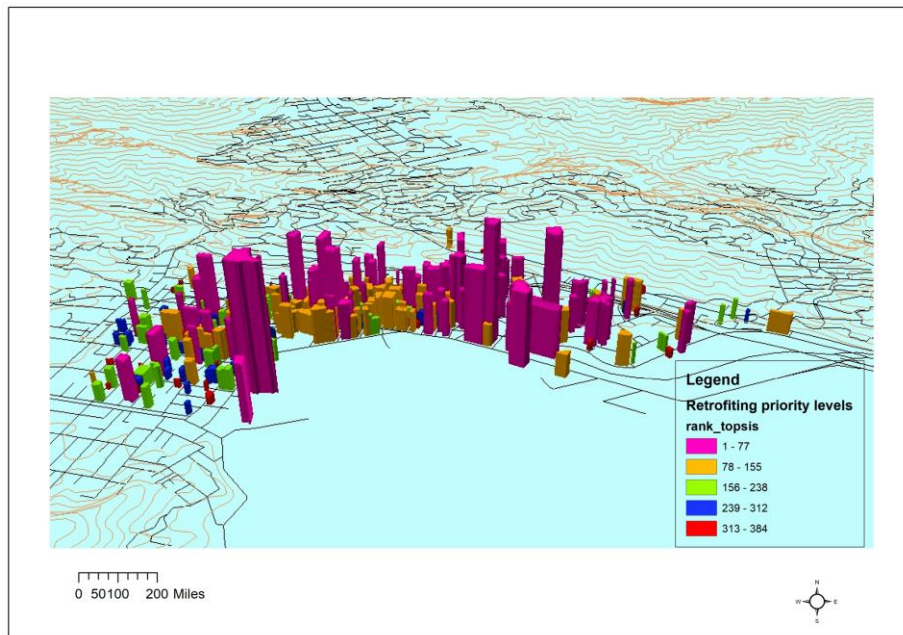 Legend
Retrofiting priority levels
rank_topsis
1 - 77
78 - 155
156 - 238
239 - 312
313 - 384
0 50100 200 Miles
N
W E
S